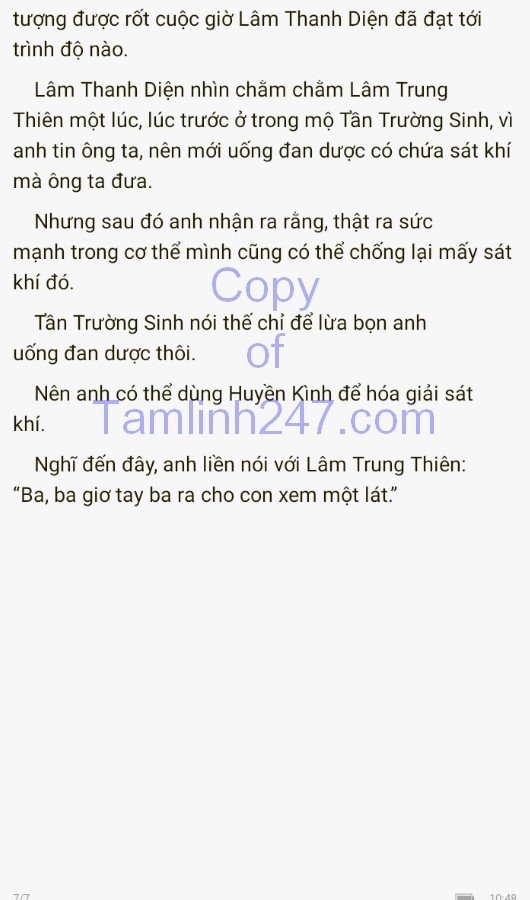 tượng được rốt cuộc giờ Lâm Thanh Diện đã đạt tới
trình độ nào.
Lâm Thanh Diện nhìn chằm chằm Lâm Trung
Thiên một lúc, lúc trước ở trong mộ Tần Trường Sinh, vì
anh tin ông ta, nên mới uống đan dược có chứa sát khí
mà ông ta đưa.
Nhưng sau đó anh nhận ra rằng, thật ra sức
mạnh trong cơ thể mình cũng có thể chống lại mấy sát
khí đó.
Copy
Tần Trường Sinh nói thế chỉ để lừa bọn anh
uống đan dược thôi.
of
Nên anh có thể dùng Huyền Kình để hóa giải sát
khí.
Tamlinh247.com
Nghĩ đến đây, anh liền nói với Lâm Trung Thiên:
“Ba, ba giơ tay ba ra cho con xem một lát.”
7/7
10:48